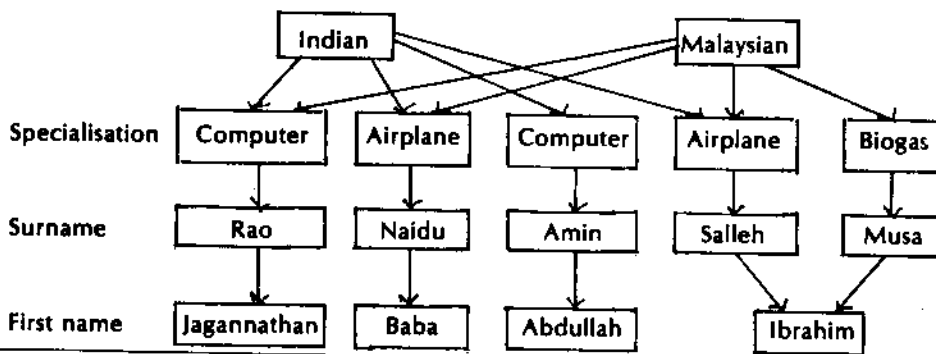 Indian Malaysian
Specialisation Computer Airplane Computer Airplane Biogas
Surname Rao Naidu Amin Salleh Musa
First name Jagannathan Baba Abdullah Ibrahim